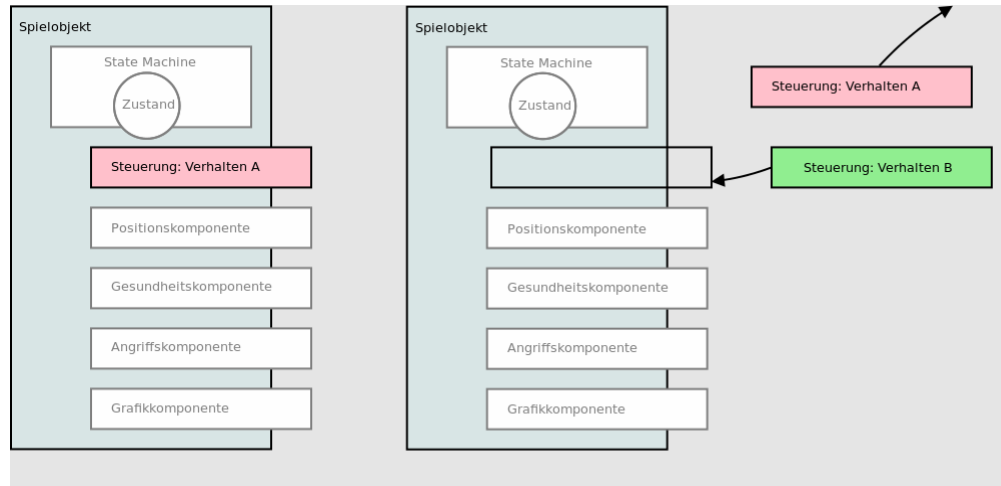 Spielobjekt
State Machine
Zustand
Steuerung: Verhalten A
Positionskomponente
Gesundheitskomponente
Angriffskomponente
Grafikkomponente
Spielobjekt
State Machine
Zustand
Positionskomponente
Gesundheitskomponente
Angriffskomponente
Grafikkomponente
Steuerung: Verhalten A
Steuerung: Verhalten B